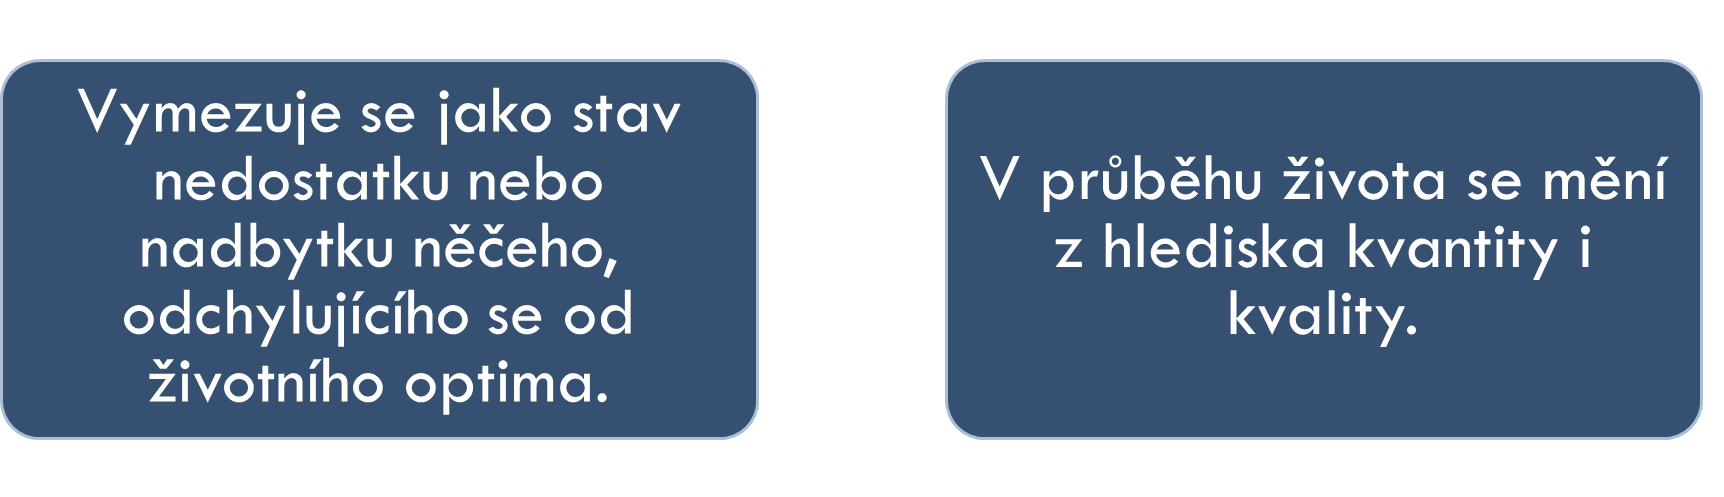 Vymezuje se jako stav
nedostatku nebo
nadbytku něčeho,
odchylujícího se od
životního optima.
V průběhu života se mění
z hlediska kvantity i
kvality.